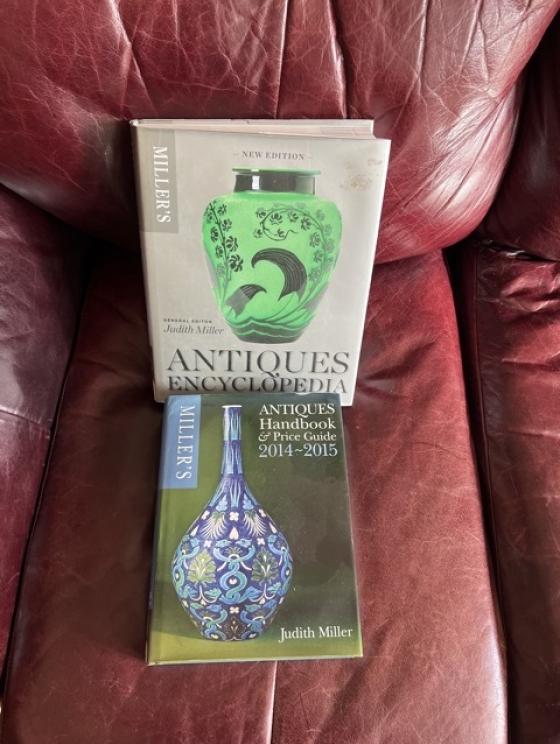 MILLER'S
– NEW EDITION –
GENERAL EDITOR
Judith Miller
ANTIQUES
ENCYCLOPEDIA
MILLER'S
ANTIQUES
Handbook
& Price Guide
2014~2015
Judith Miller